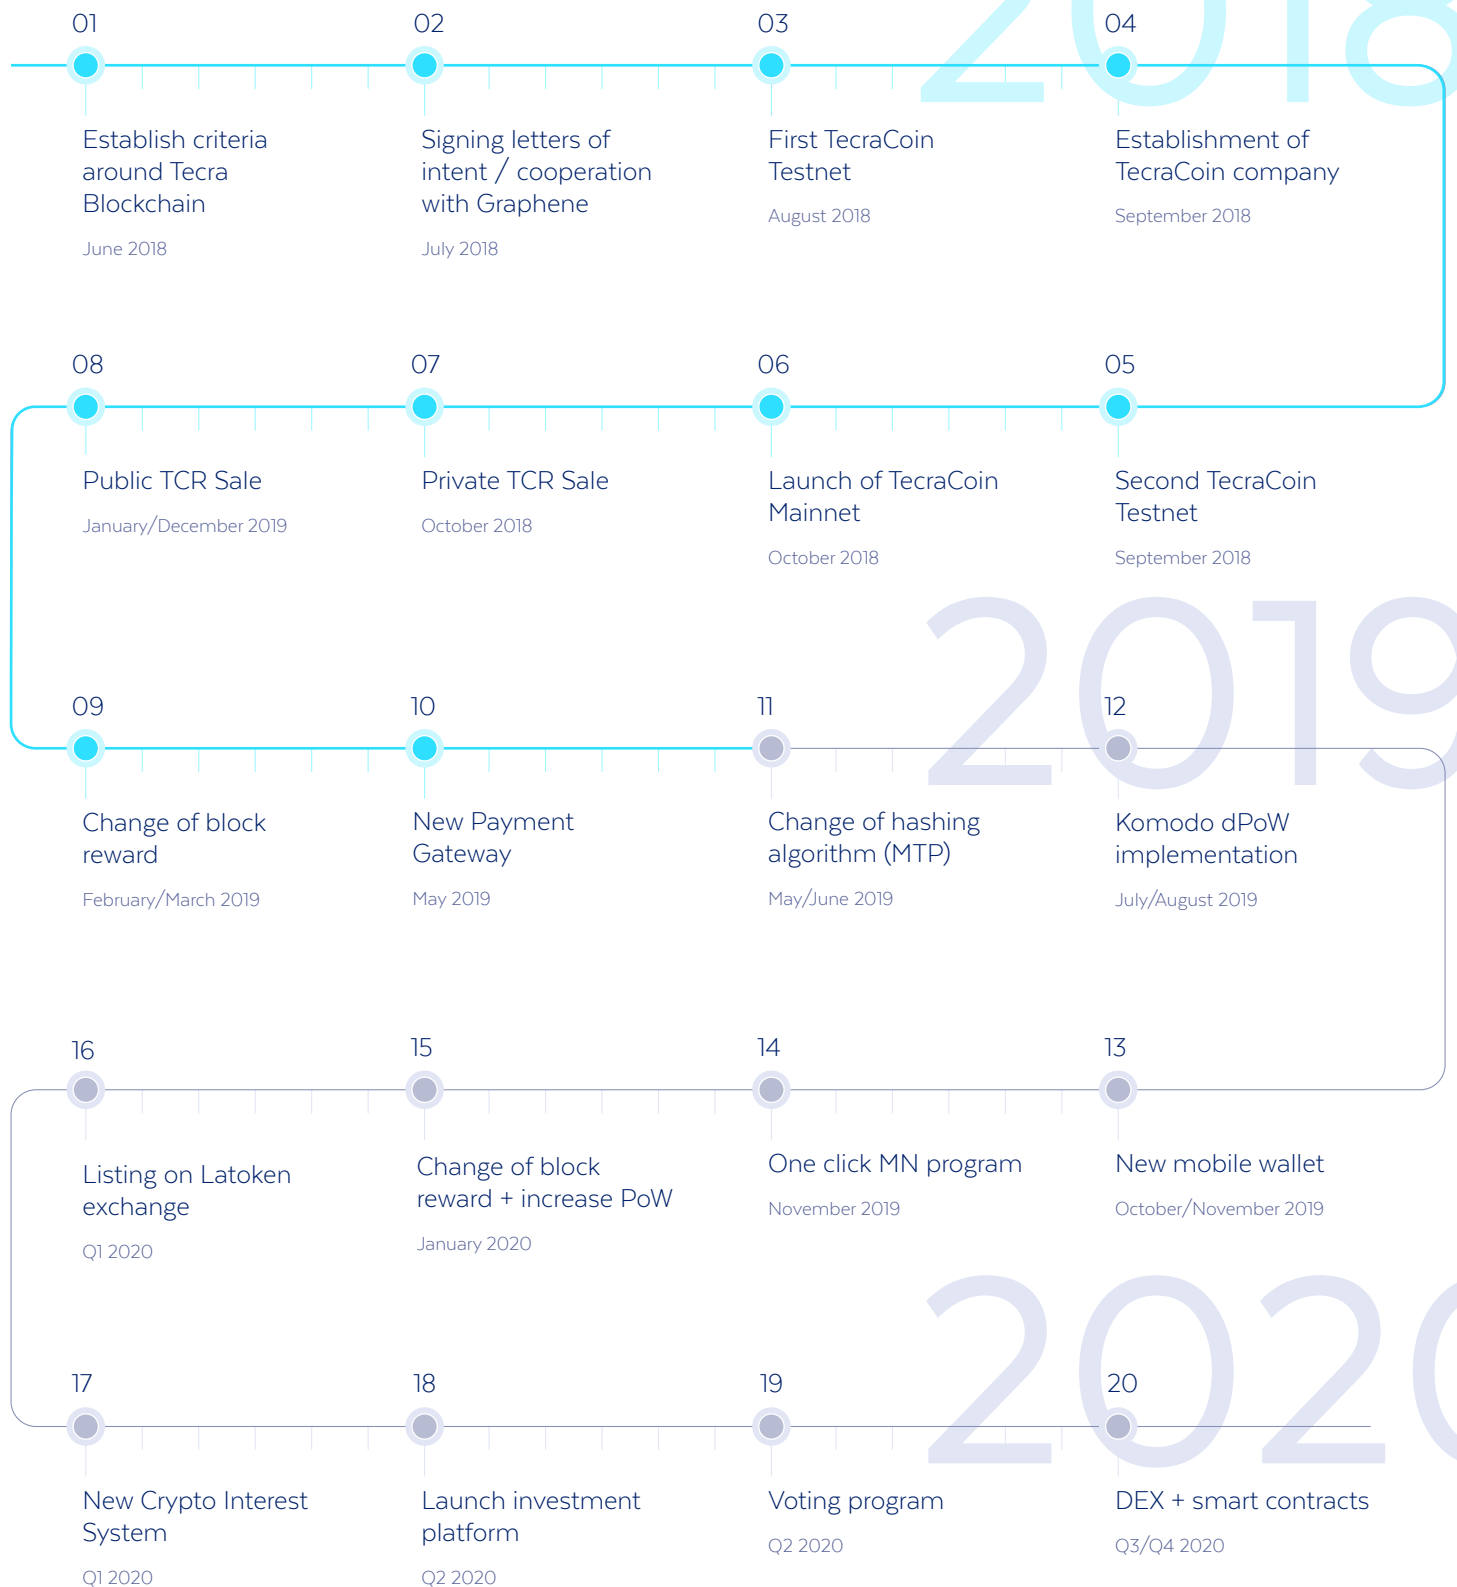 2018
01
02
03
04
Establish criteria
around Tecra
Blockchain
June 2018
Signing letters of
intent / cooperation
with Graphene
July 2018
First TecraCoin
Testnet
August 2018
Establishment of
TecraCoin company
September 2018
08
07
06
05
Public TCR Sale
January/December 2019
Private TCR Sale
October 2018
Launch of TecraCoin
Mainnet
October 2018
Second TecraCoin
Testnet
September 2018
2019
09
10
11
12
Change of block
reward
February/March 2019
New Payment
Gateway
May 2019
Change of hashing
algorithm (MTP)
May/June 2019
Komodo dPoW
implementation
July/August 2019
16
15
14
13
Listing on Latoken
exchange
Q1 2020
Change of block
reward + increase PoW
January 2020
One click MN program
November 2019
New mobile wallet
October/November 2019
2020
17
18
19
20
New Crypto Interest
System
Q1 2020
Launch investment
platform
Q2 2020
Voting program
Q2 2020
DEX + smart contracts
Q3/Q4 2020